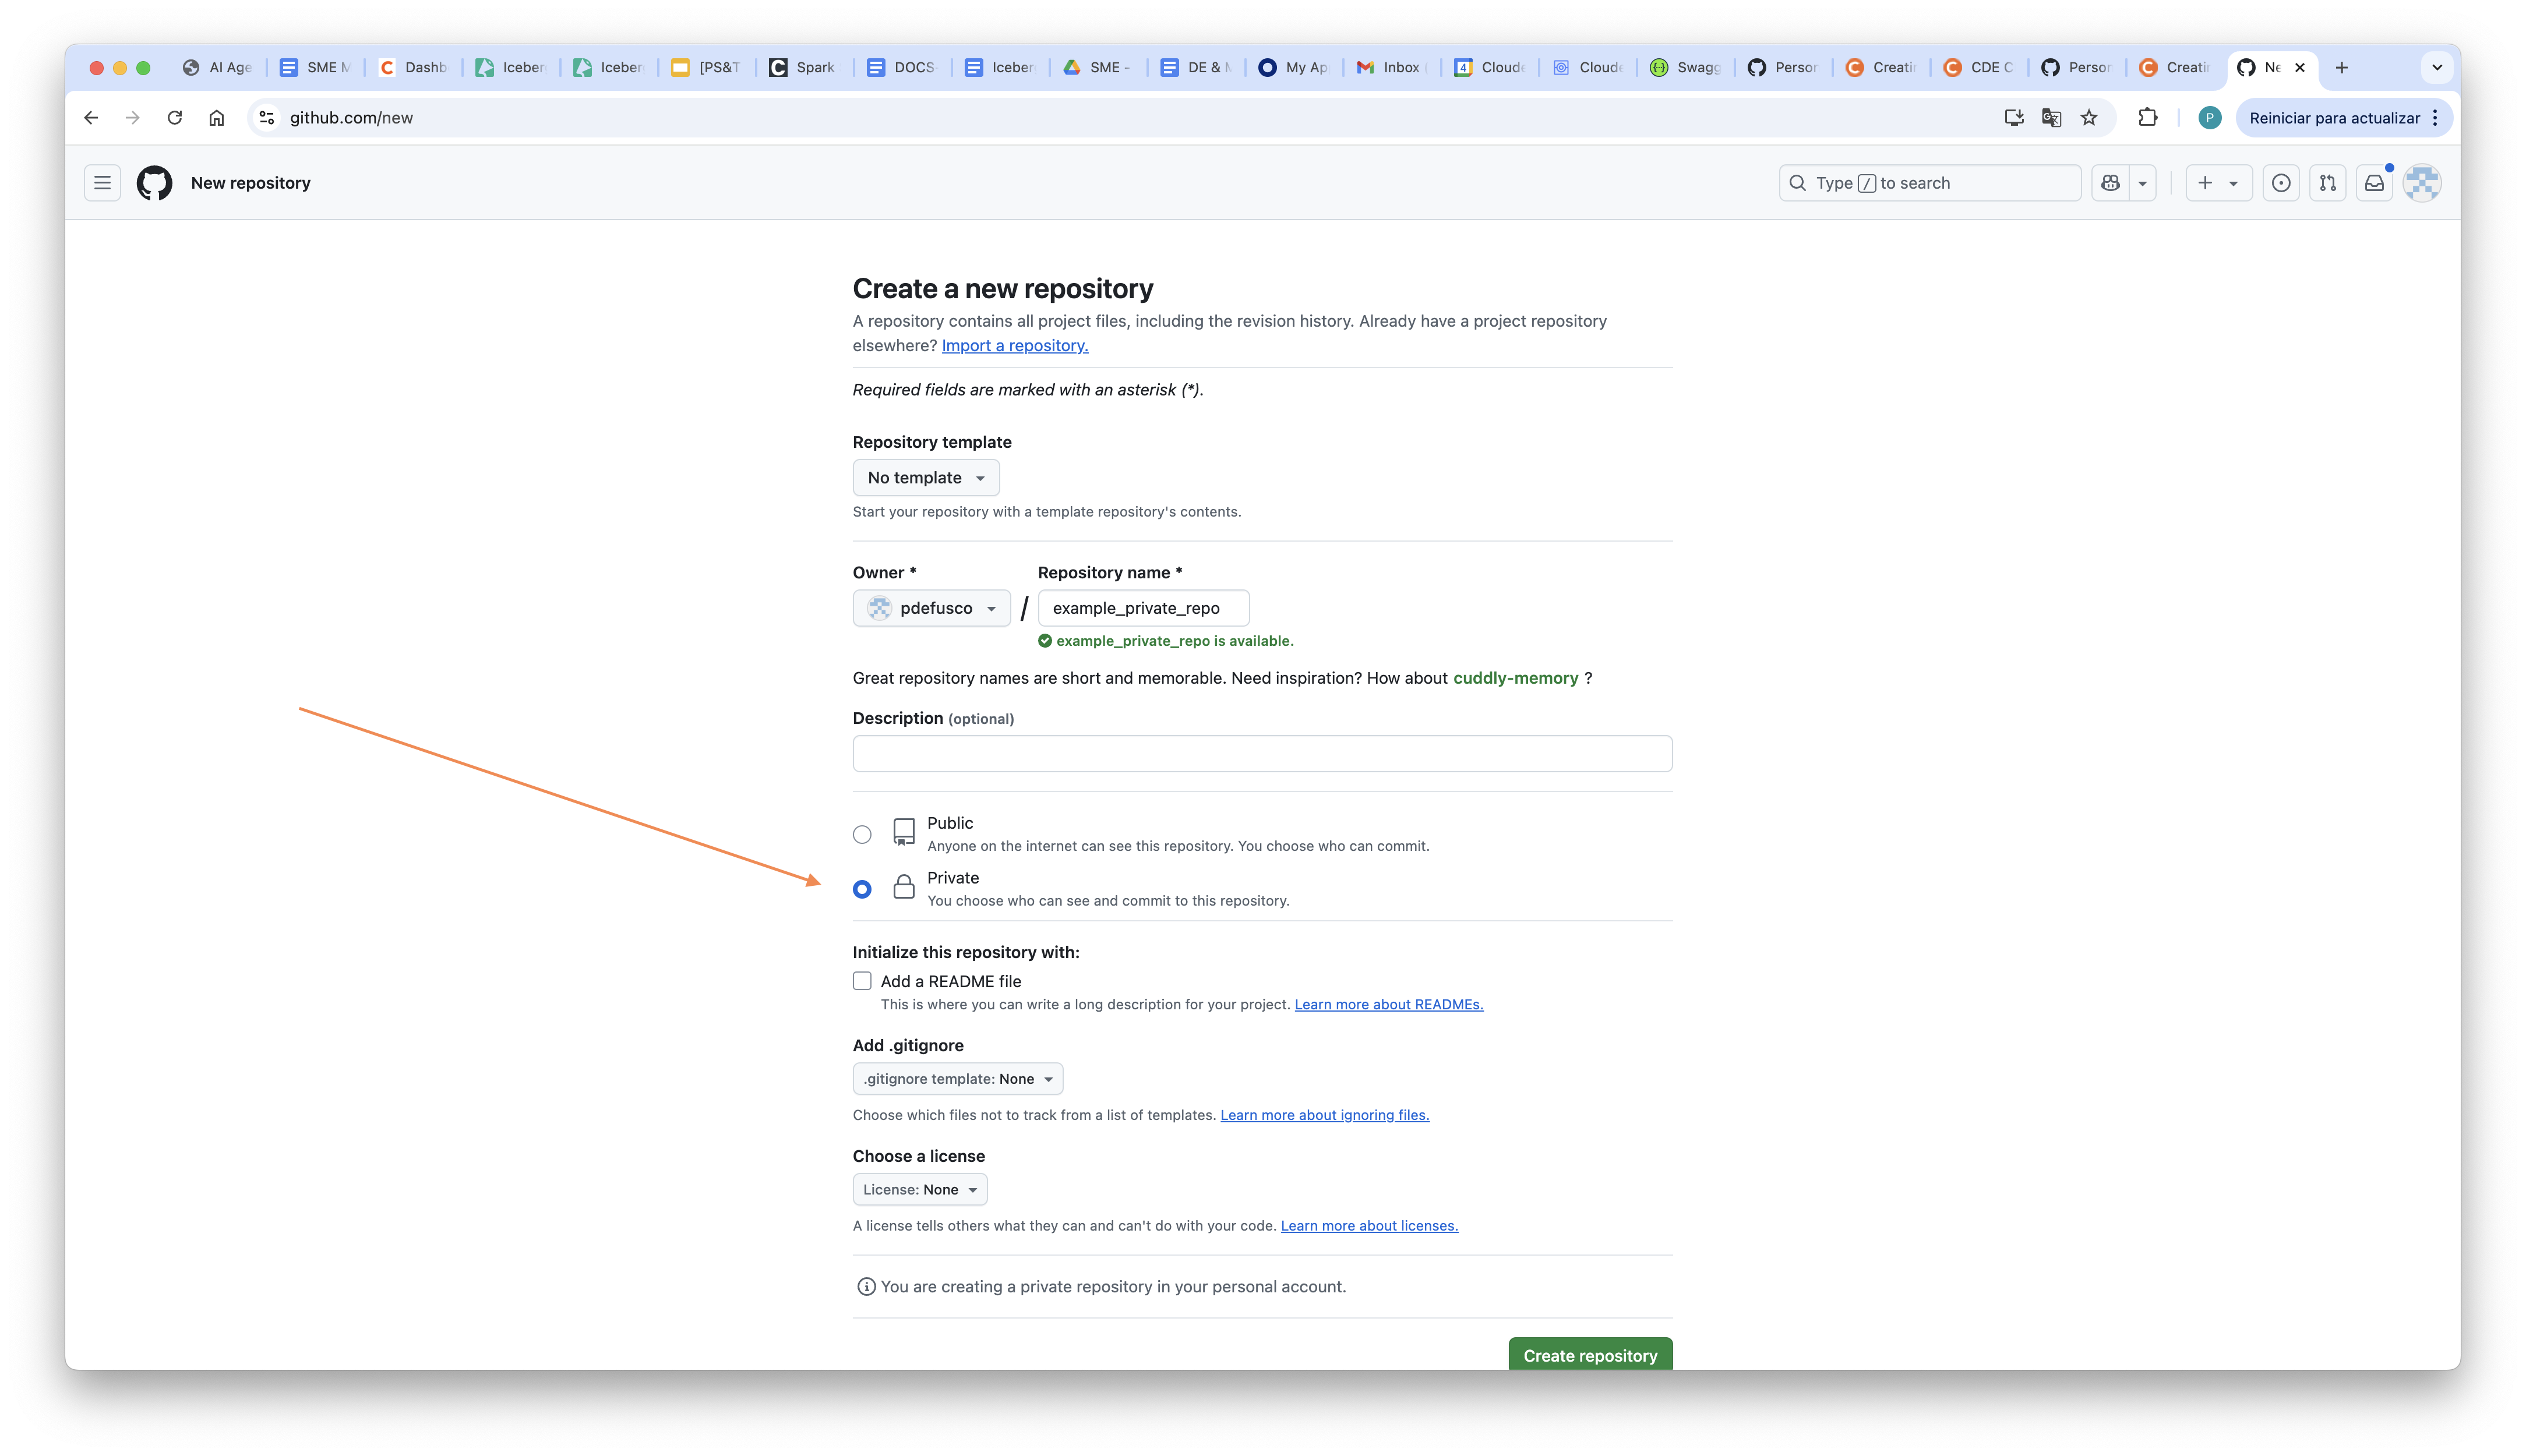 AI Age
SME M
Dashb
Iceber
Iceber
[PS&T
Spark
DOCS-
Iceber
SME -
DE & M
My Ap
Inbox (
4
Cloude
Cloude
Swagg
Person
Creatin
CDE C
Person
Creatin
Ne
github.com/new
P
Reiniciar para actualizar
New repository
Type / to search
Create a new repository
A repository contains all project files, including the revision history. Already have a project repository
elsewhere? Import a repository.
Required fields are marked with an asterisk (*).
Repository template
No template
Start your repository with a template repository's contents.
Owner * Repository name *
pdefusco / example_private_repo
example_private_repo is available.
Great repository names are short and memorable. Need inspiration? How about cuddly-memory ?
Description (optional)
Public
Anyone on the internet can see this repository. You choose who can commit.
Private
You choose who can see and commit to this repository.
Initialize this repository with:
Add a README file
This is where you can write a long description for your project. Learn more about READMEs.
Add .gitignore
.gitignore template: None
Choose which files not to track from a list of templates. Learn more about ignoring files.
Choose a license
License: None
A license tells others what they can and can't do with your code. Learn more about licenses.
You are creating a private repository in your personal account.
Create repository